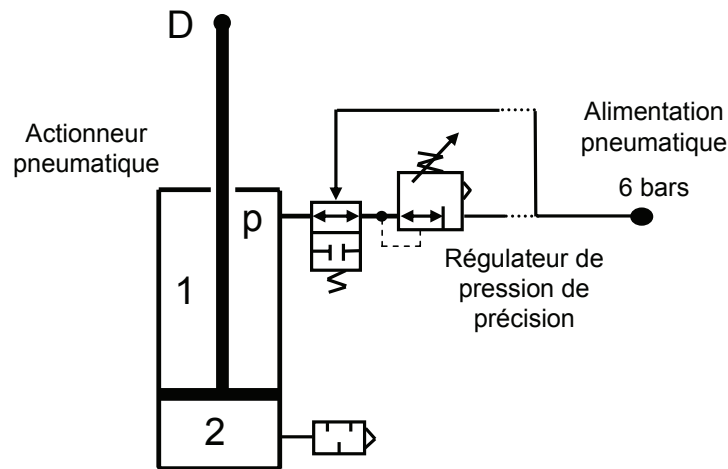 D
Actionneur
pneumatique
Alimentation
pneumatique
6 bars
p
1
Régulateur de
pression de
précision
2